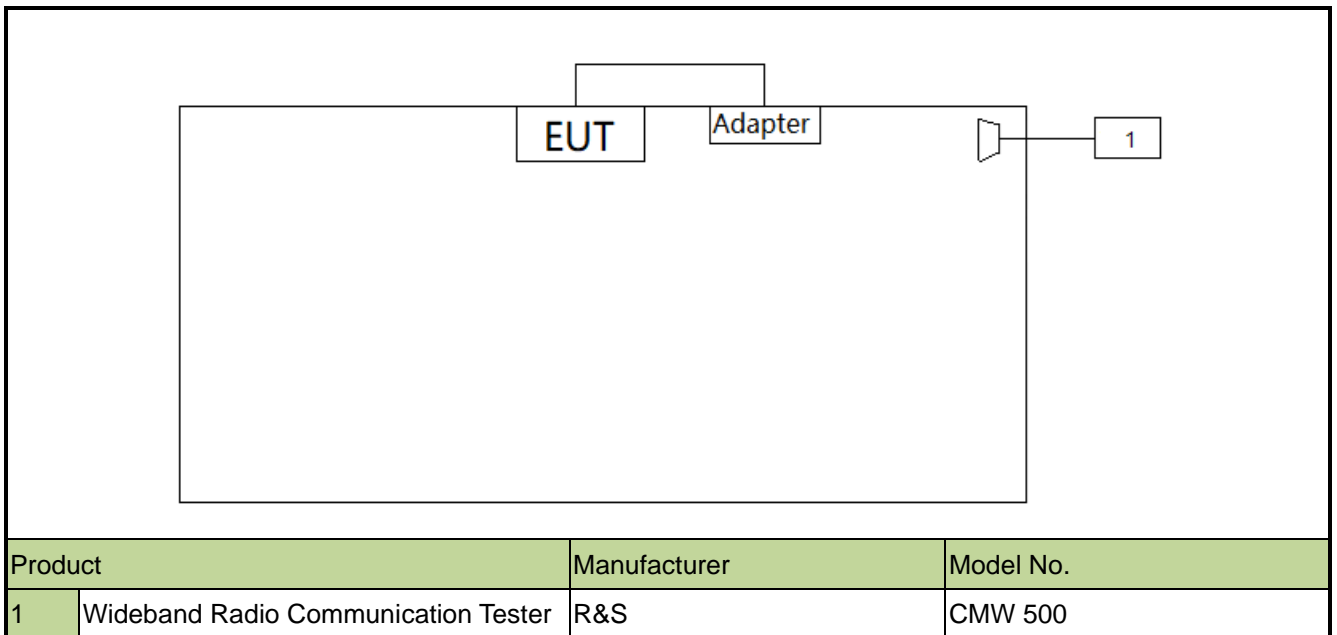 EUT
Adapter
1
Product Manufacturer Model No.
1 Wideband Radio Communication Tester R&S CMW 500